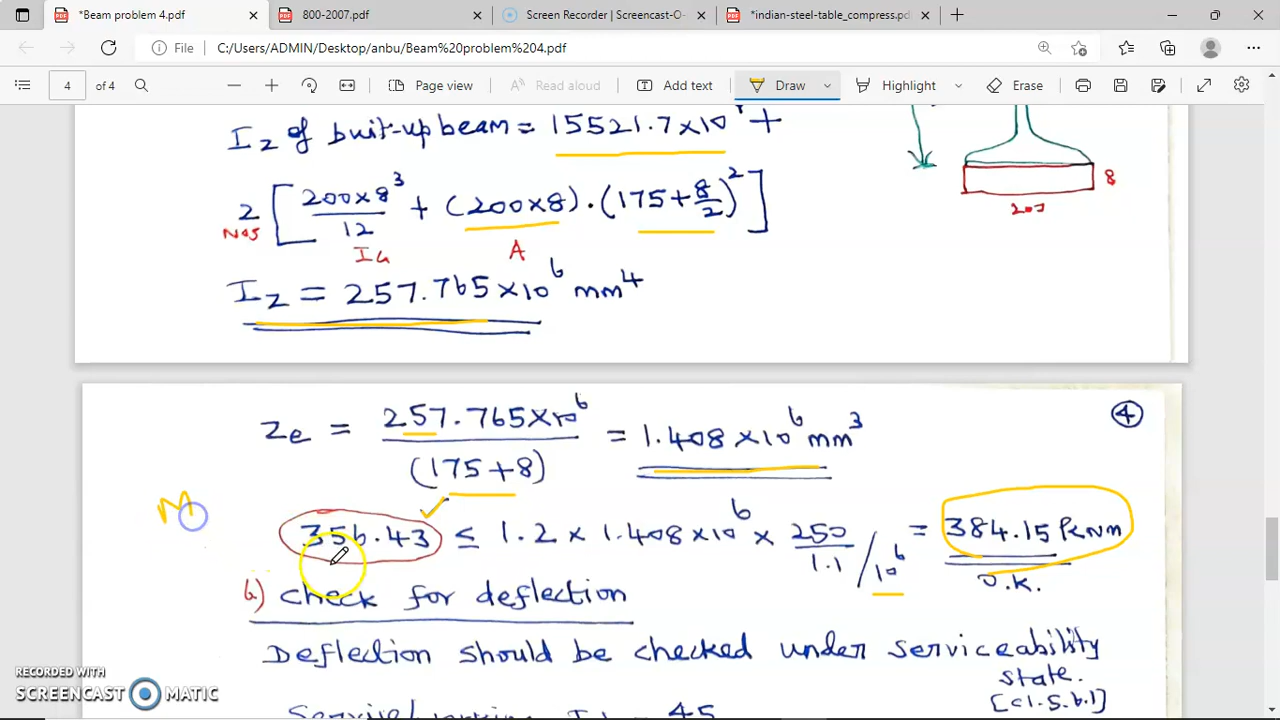 *Beam problem 4.pdf
800-2007.pdf
Screen Recorder | Screencast-O-
*indian-steel-table_compress.pd
File C:/Users/ADMIN/Desktop/anbu/Beam%20problem%204.pdf
4 of 4
Page view
Read aloud
Add text
Draw
Highlight
Erase
Iz of buit-up beam = 15521.7×10⁴ +
2 [ 200×8³/12 + (200×8).(175+8/2)² ]
Nos
IG
A
8
200
Iz = 257.765×10⁶ mm⁴
④
Ze = 257.765×10⁶/(175+8) = 1.408×10⁶ mm³
M
356.43 ≤ 1.2 × 1.408×10⁶ × 250/1.1 /10⁶ = 384.15 kNm
O.K.
b) check for deflection
Deflection should be checked under serviceability
state.
[cl.5.6.1]
RECORDED WITH
SCREENCAST MATIC